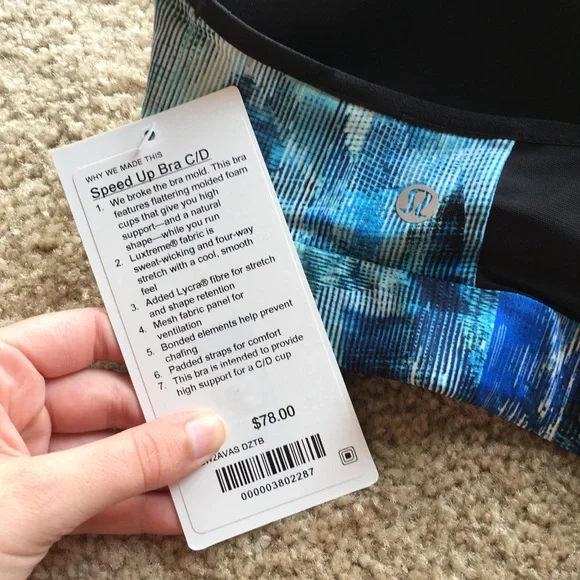 WHY WE MADE THIS
Speed Up Bra C/D
1. We broke the bra mold. This bra
features flattering molded foam
cups that give you high
support—and a natural
shape—while you run
2. Luxtreme® fabric is
sweat-wicking and four-way
stretch with a cool, smooth
feel
3. Added Lycra® fibre for stretch
and shape retention
4. Mesh fabric panel for
ventilation
5. Bonded elements help prevent
chafing
6. Padded straps for comfort
7. This bra is intended to provide
high support for a C/D cup
$78.00
DZTB
000003802287